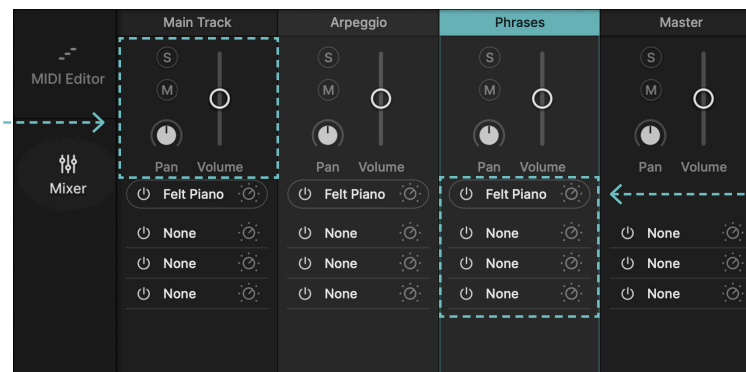 Main Track Arpeggio Phrases Master
S S S
MIDI Editor
M M M
Pan Volume Pan Volume Pan Volume Pan Volume
Mixer
Felt Piano Felt Piano Felt Piano
None None None None
None None None None
None None None None